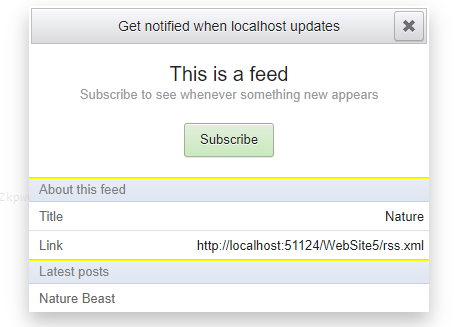 Get notified when localhost updates
This is a feed
Subscribe to see whenever something new appears
Subscribe
About this feed
Title Nature
Link http://localhost:51124/WebSite5/rss.xml
Latest posts
Nature Beast